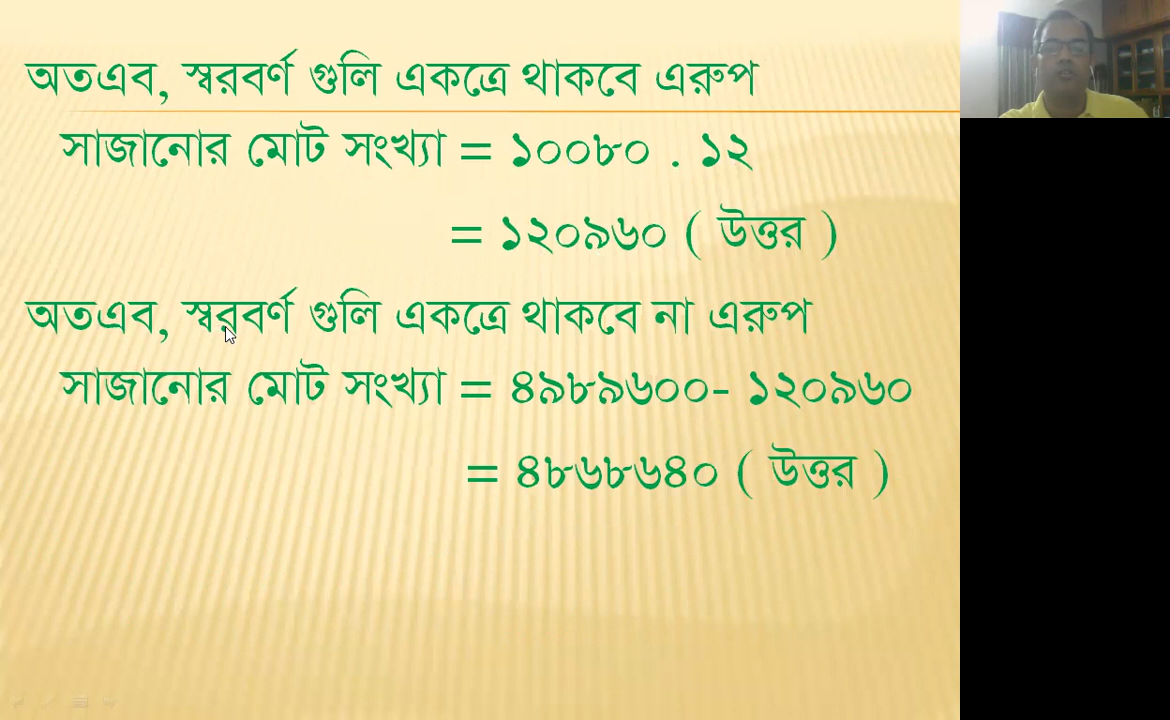 অতএব, স্বরবর্ণ গুলি একত্রে থাকবে এরুপ
সাজানোর মোট সংখ্যা = ১০০৮০ . ১২
= ১২০৯৬০ ( উত্তর )
অতএব, স্বরবর্ণ গুলি একত্রে থাকবে না এরুপ
সাজানোর মোট সংখ্যা = ৪৯৮৯৬০০- ১২০৯৬০
= ৪৮৬৮৬৪০ ( উত্তর )